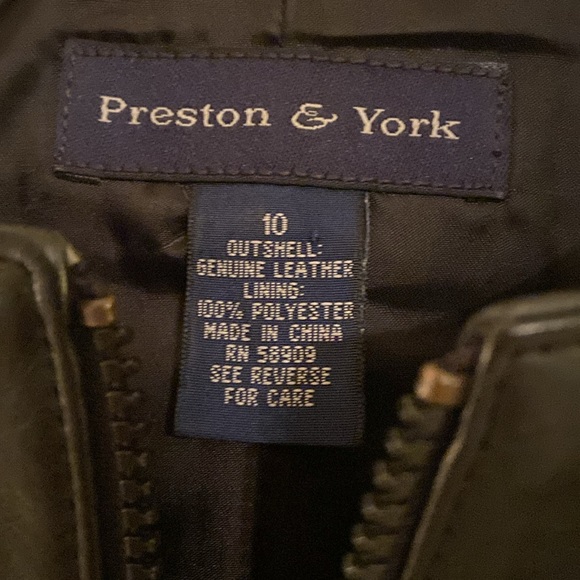 Preston & York
10
OUTSHELL:
GENUINE LEATHER
LINING:
100% POLYESTER
MADE IN CHINA
RN 58909
SEE REVERSE
FOR CARE